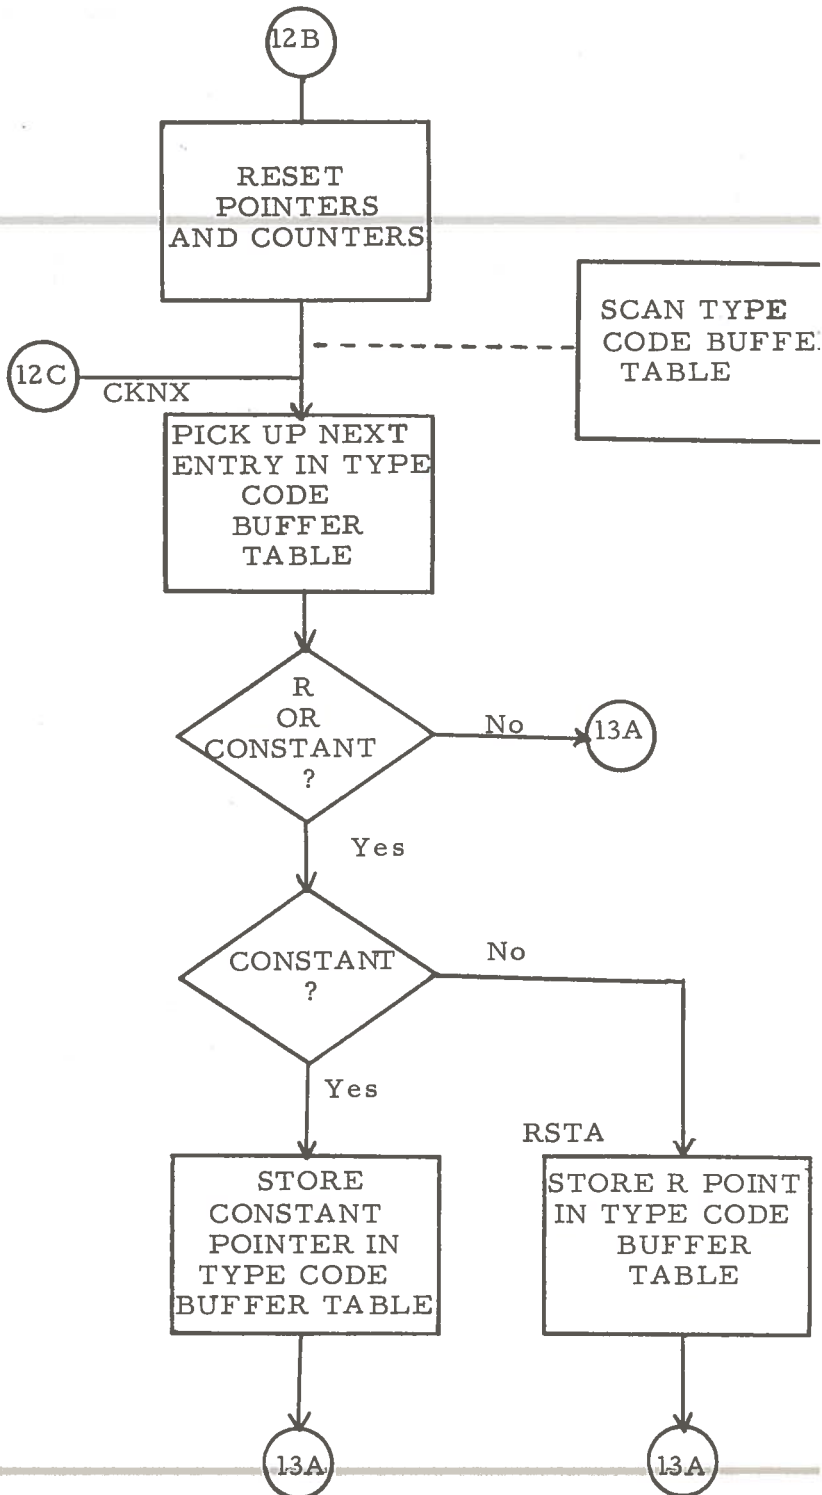 12B
RESET
POINTERS
AND COUNTERS
SCAN TYPE
CODE BUFFE
TABLE
12C
CKNX
PICK UP NEXT
ENTRY IN TYPE
CODE
BUFFER
TABLE
R
OR
CONSTANT
?
No
13A
Yes
CONSTANT
?
No
Yes
RSTA
STORE
CONSTANT
POINTER IN
TYPE CODE
BUFFER TABLE
STORE R POINT
IN TYPE CODE
BUFFER
TABLE
13A
13A